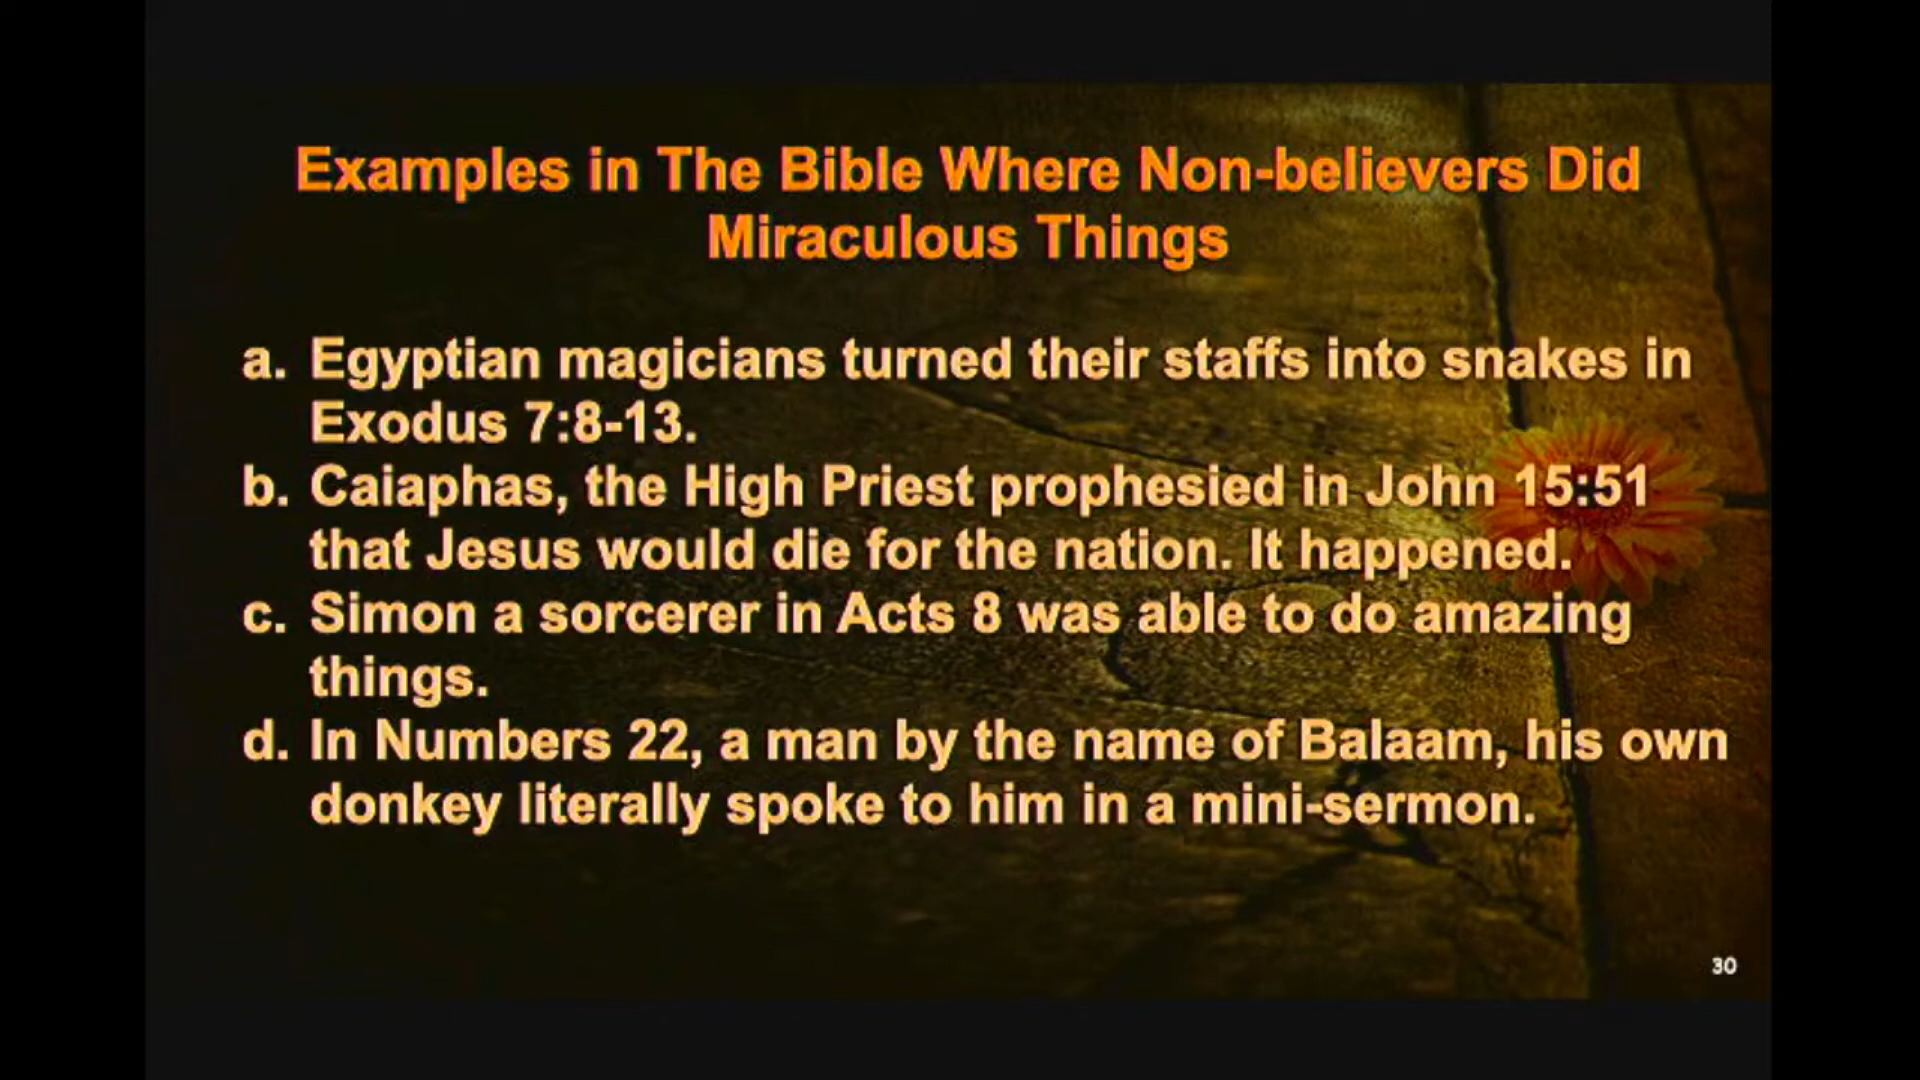 Examples in The Bible Where Non-believers Did
Miraculous Things
a. Egyptian magicians turned their staffs into snakes in
Exodus 7:8-13.
b. Caiaphas, the High Priest prophesied in John 15:51
that Jesus would die for the nation. It happened.
c. Simon a sorcerer in Acts 8 was able to do amazing
things.
d. In Numbers 22, a man by the name of Balaam, his own
donkey literally spoke to him in a mini-sermon.
30